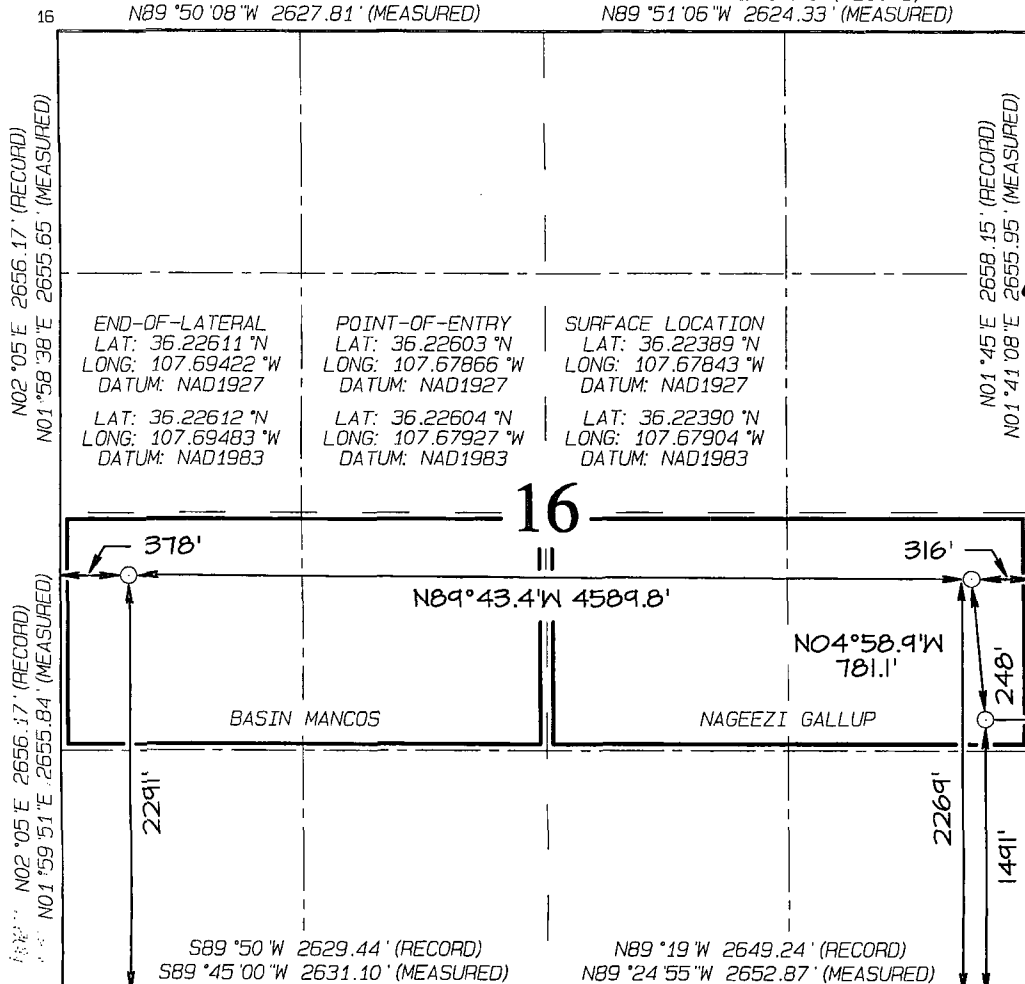 16
N89°50'08"W 2627.81' (MEASURED)
N89°51'06"W 2624.33' (MEASURED)
N02°05'E 2656.17' (RECORD)
N01°58'38"E 2655.65' (MEASURED)
N01°45'E 2658.15' (RECORD)
N01°41'08"E 2655.95' (MEASURED)
END-OF-LATERAL
LAT: 36.22611°N
LONG: 107.69422°W
DATUM: NAD1927
LAT: 36.22612°N
LONG: 107.69483°W
DATUM: NAD1983
POINT-OF-ENTRY
LAT: 36.22603°N
LONG: 107.67866°W
DATUM: NAD1927
LAT: 36.22604°N
LONG: 107.67927°W
DATUM: NAD1983
SURFACE LOCATION
LAT: 36.22389°N
LONG: 107.67843°W
DATUM: NAD1927
LAT: 36.22390°N
LONG: 107.67904°W
DATUM: NAD1983
16
378'
316'
N89°43.4'W 4589.8'
N04°58.9'W
781.1'
248'
BASIN MANCOS
NAGEEZI GALLUP
2291'
2269'
1491'
N02°05'E 2656.17' (RECORD)
N01°59'51"E 2655.84' (MEASURED)
S89°50'W 2629.44' (RECORD)
S89°45'00"W 2631.10' (MEASURED)
N89°19'W 2649.24' (RECORD)
N89°24'55"W 2652.87' (MEASURED)